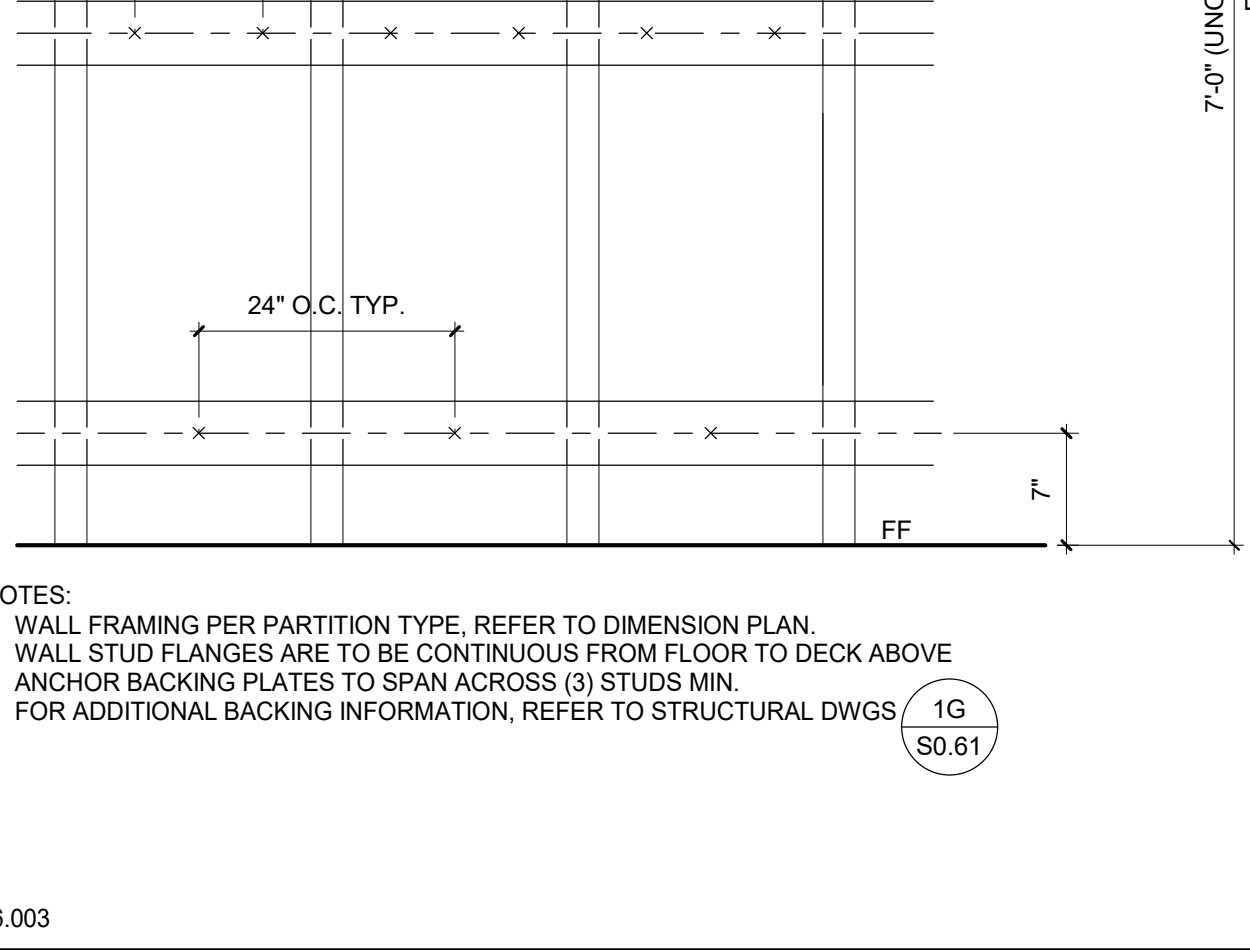 7'-0" (UNO
24" O.C. TYP.
7"
FF
OTES:
WALL FRAMING PER PARTITION TYPE, REFER TO DIMENSION PLAN.
WALL STUD FLANGES ARE TO BE CONTINUOUS FROM FLOOR TO DECK ABOVE
ANCHOR BACKING PLATES TO SPAN ACROSS (3) STUDS MIN.
FOR ADDITIONAL BACKING INFORMATION, REFER TO STRUCTURAL DWGS
1G
S0.61
6.003